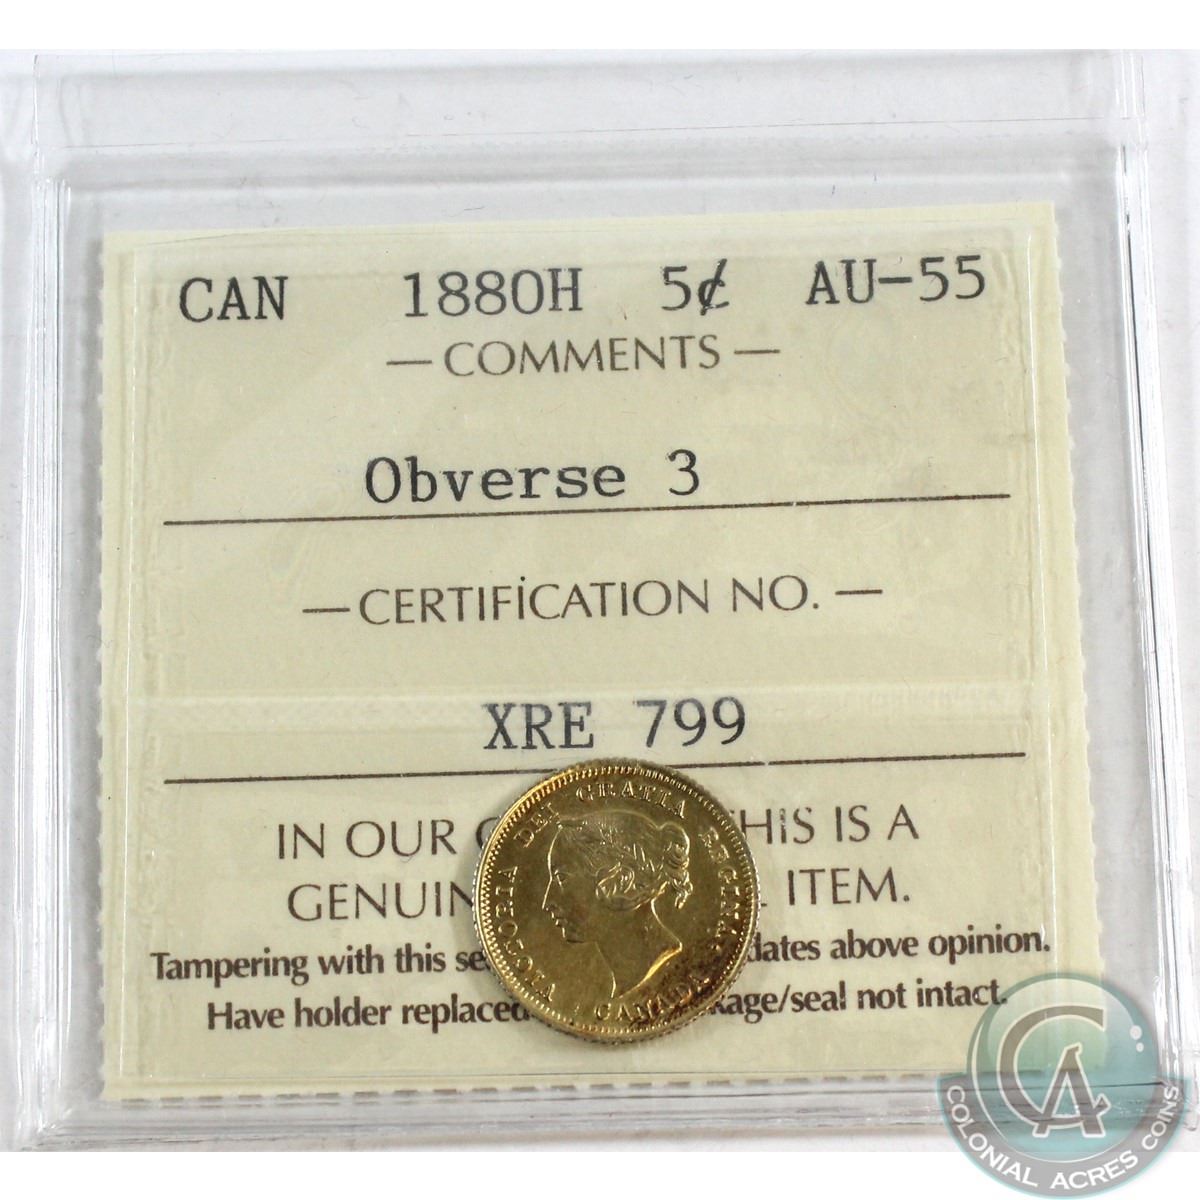 CAN 1880H 5¢ AU-55
— COMMENTS —
Obverse 3
— CERTIFICATION NO. —
XRE 799
IN OUR THIS IS A
GENUIN ITEM.
Tampering with this se dates above opinion.
Have holder replaced kage/seal not intact.
VICTORIA DEI GRATIA REGINA.
CANADA
CA
COLONIAL ACRES COINS